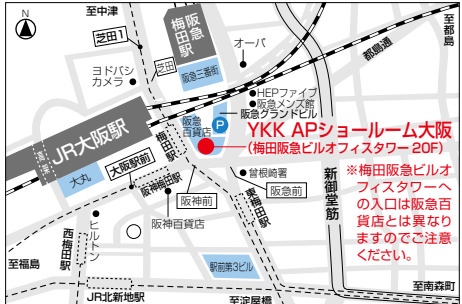 N
至中津
芝田1
阪急
梅田駅
芝田
阪急三番街
オーパ
都島通
至都島
ヨドバシ
カメラ
HEPファイブ
阪急メンズ館
阪急グランドビル
阪急
百貨店
P
JR大阪駅
YKK APショールーム大阪
(梅田阪急ビルオフィスタワー20F)
梅田駅
大丸
大阪駅前
阪神梅田駅
阪神前
阪神百貨店
曽根崎署
阪急前
東梅田駅
新御堂筋
※梅田阪急ビルオ
フィスタワーへ
の入口は阪急百
貨店とは異なり
ますのでご注意
ください。
ヒルトン
西梅田駅
至福島
駅前第3ビル
JR北新地駅
至淀屋橋
至南森町